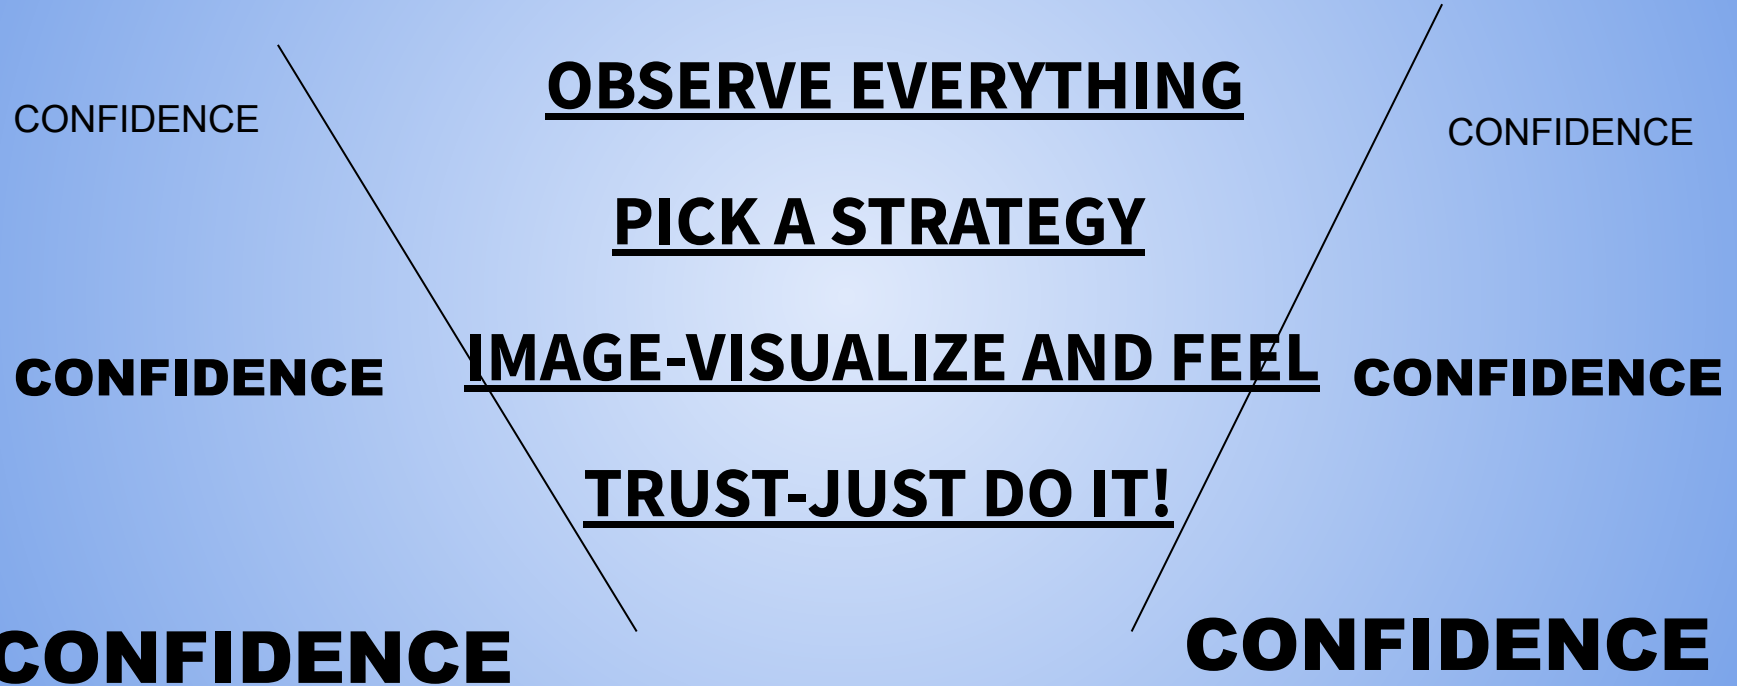 OBSERVE EVERYTHING
CONFIDENCE
CONFIDENCE
PICK A STRATEGY
IMAGE-VISUALIZE AND FEEL
CONFIDENCE
CONFIDENCE
TRUST-JUST DO IT!
CONFIDENCE
CONFIDENCE